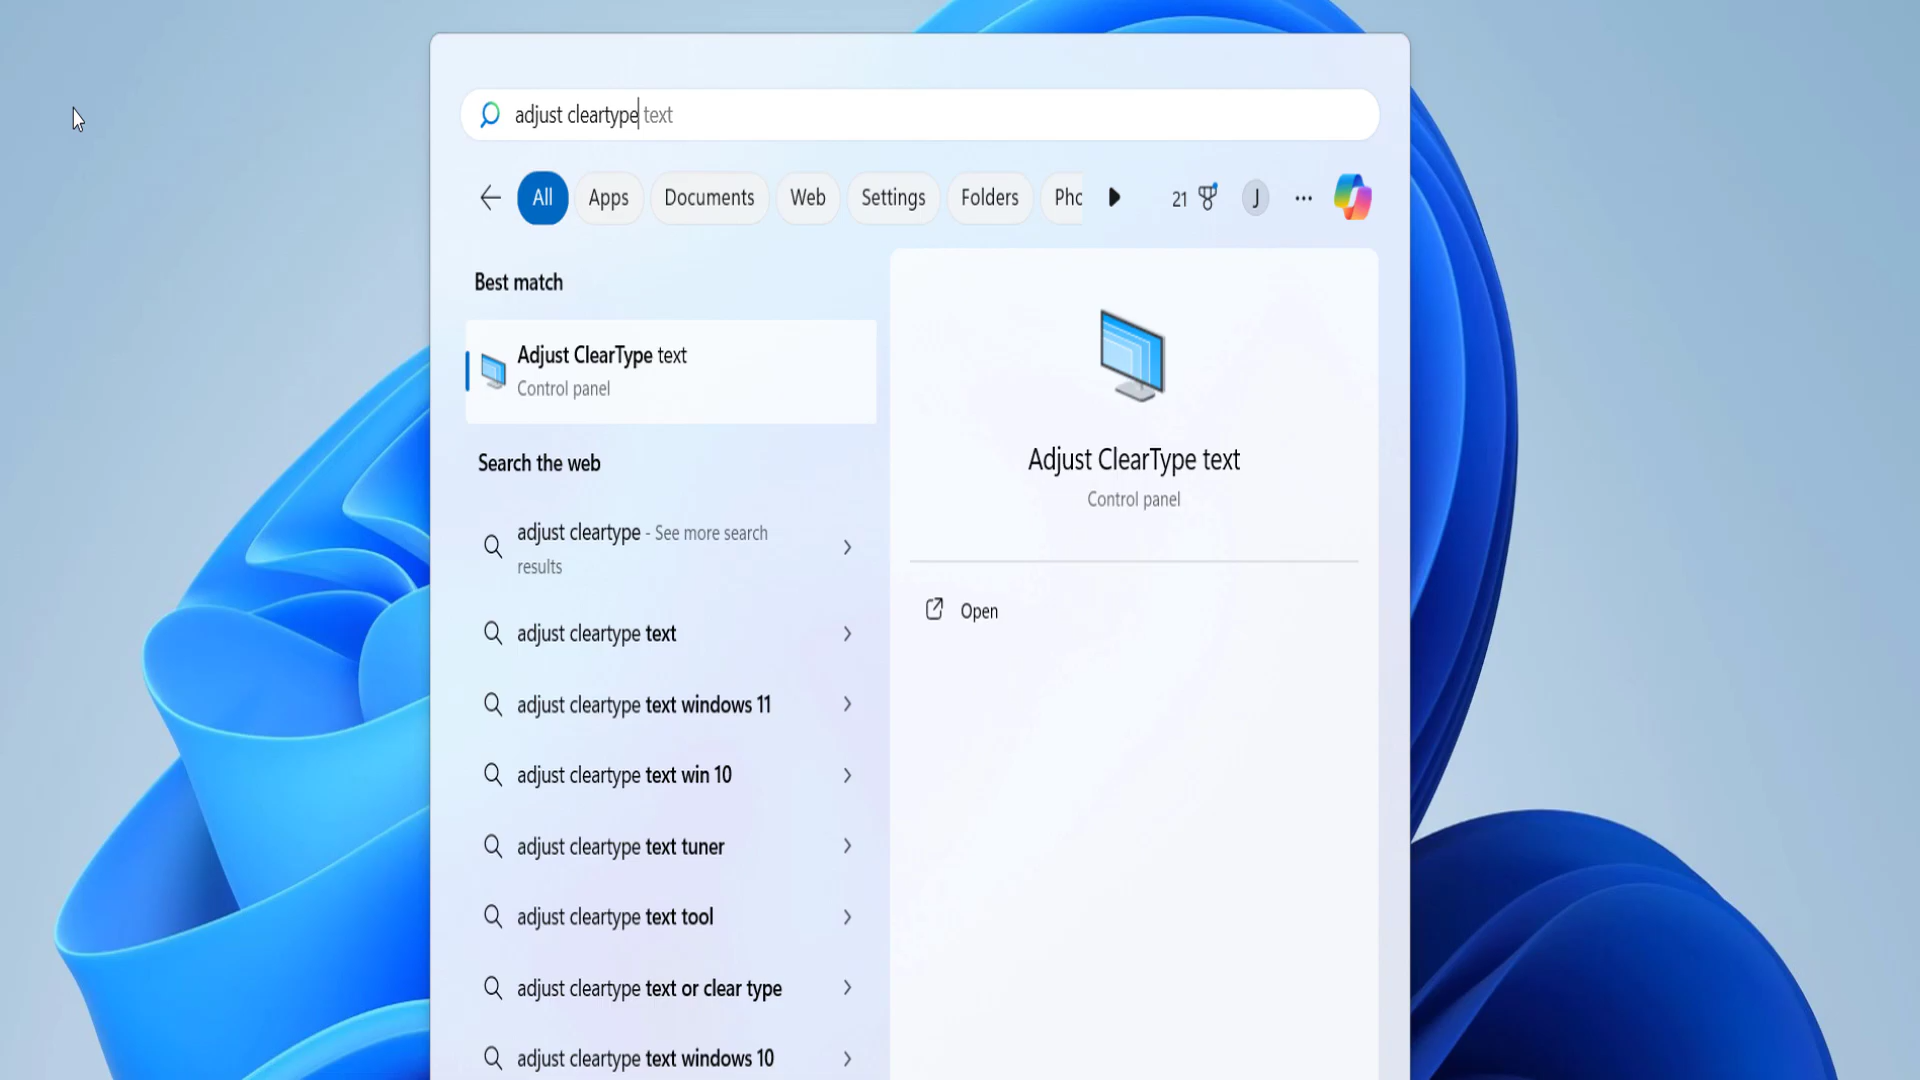 adjust cleartype text
All Apps Documents Web Settings Folders Pho 21 J
Best match
Adjust ClearType text
Control panel
Search the web
adjust cleartype - See more search
results
adjust cleartype text
adjust cleartype text windows 11
adjust cleartype text win 10
adjust cleartype text tuner
adjust cleartype text tool
adjust cleartype text or clear type
adjust cleartype text windows 10
Adjust ClearType text
Control panel
Open